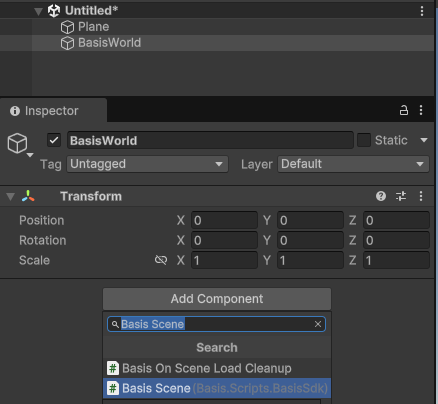 Untitled*
Plane
BasisWorld
Inspector
BasisWorld
Static
Tag Untagged Layer Default
Transform
Position X 0 Y 0 Z 0
Rotation X 0 Y 0 Z 0
Scale X 1 Y 1 Z 1
Add Component
Basis Scene
Search
Basis On Scene Load Cleanup
Basis Scene (Basis.Scripts.BasisSdk)